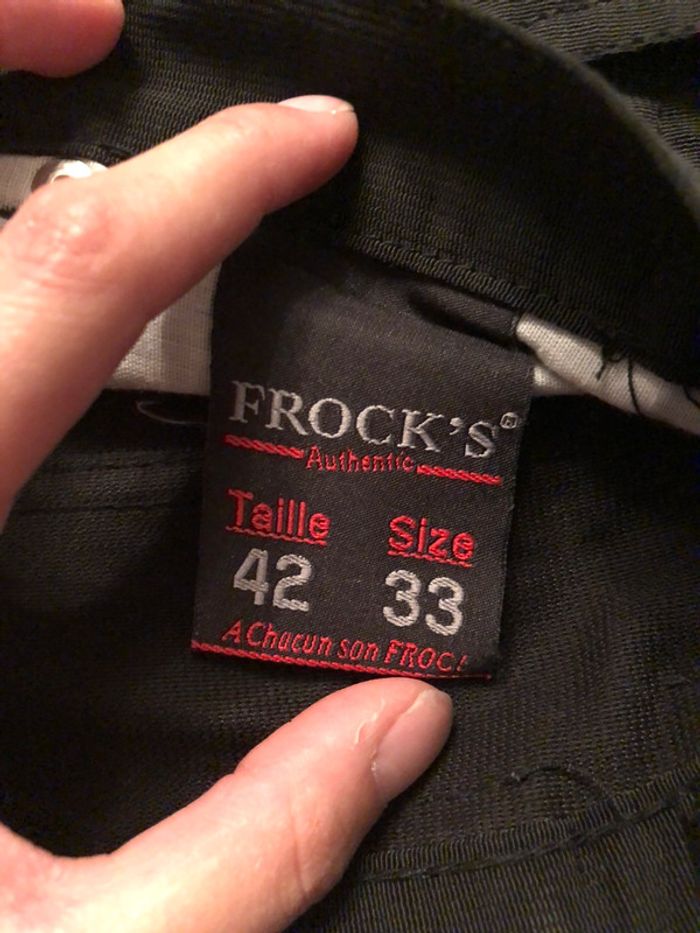 FROCK'S®
Authentic
Taille Size
42 33
A Chacun son FROC!